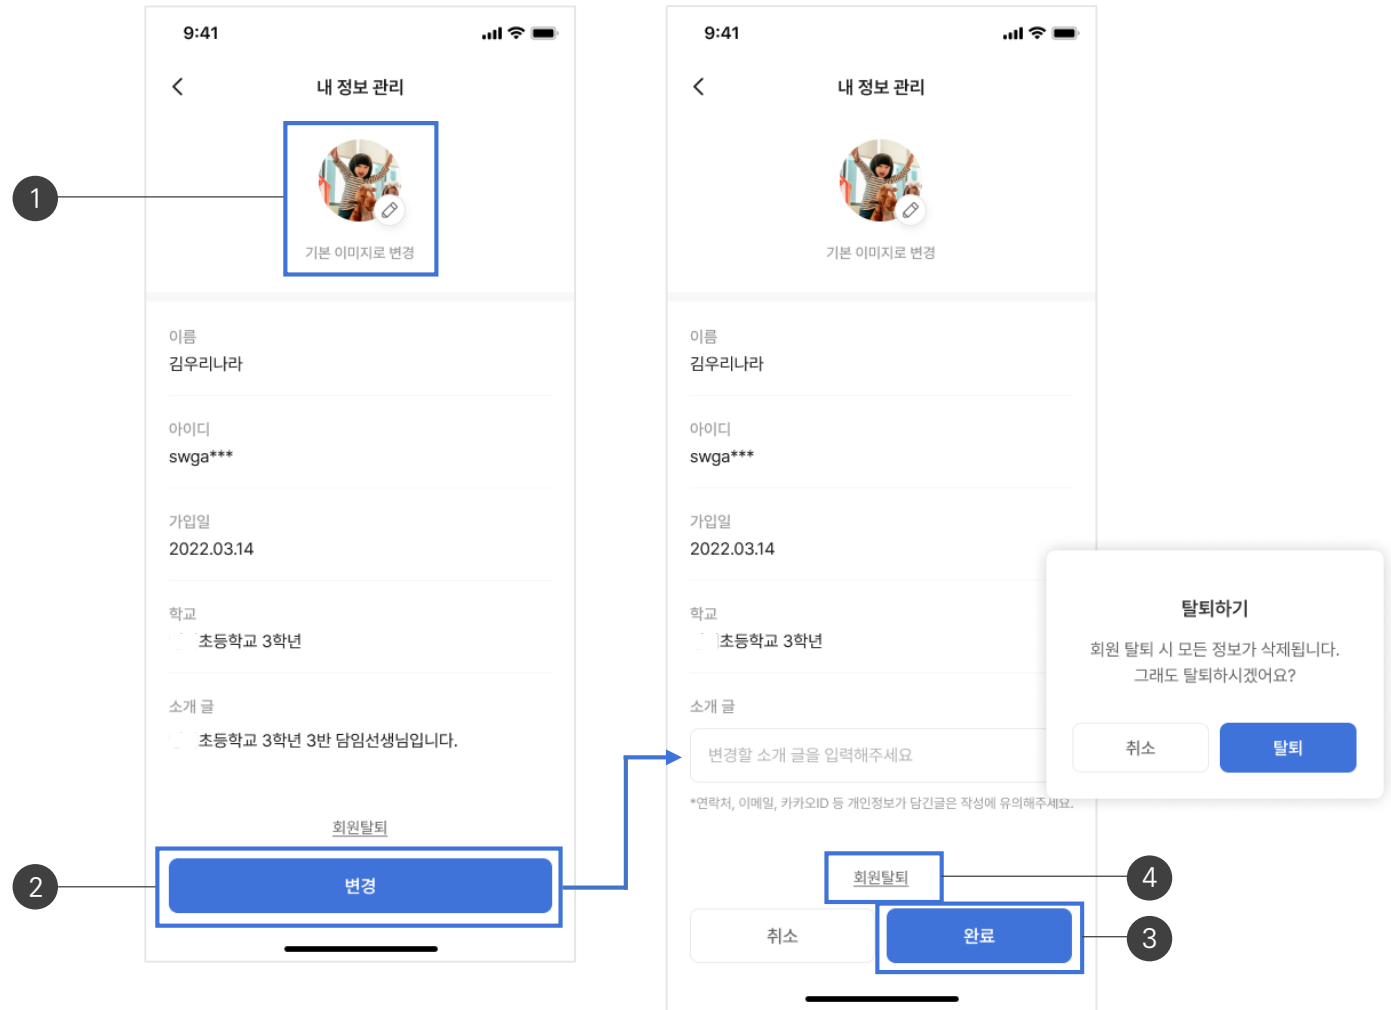 9:41
내 정보 관리
1
기본 이미지로 변경
이름
김우리나라
아이디
swga***
가입일
2022.03.14
학교
초등학교 3학년
소개 글
초등학교 3학년 3반 담임선생님입니다.
회원탈퇴
2
변경
9:41
내 정보 관리
기본 이미지로 변경
이름
김우리나라
아이디
swga***
가입일
2022.03.14
학교
초등학교 3학년
소개 글
변경할 소개 글을 입력해주세요
*연락처, 이메일, 카카오ID 등 개인정보가 담긴글은 작성에 유의해주세요.
회원탈퇴
4
취소
완료
3
탈퇴하기
회원 탈퇴 시 모든 정보가 삭제됩니다.
그래도 탈퇴하시겠어요?
취소
탈퇴